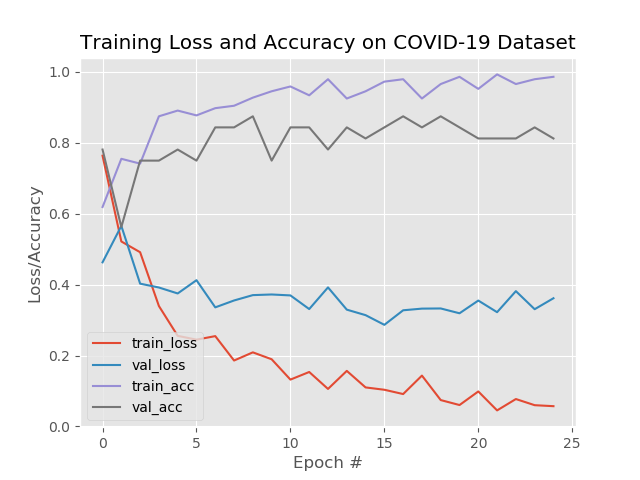 Training Loss and Accuracy on COVID-19 Dataset
Loss/Accuracy
1.0
0.8
0.6
0.4
0.2
0.0
train_loss
val_loss
train_acc
val_acc
0 5 10 15 20 25
Epoch #